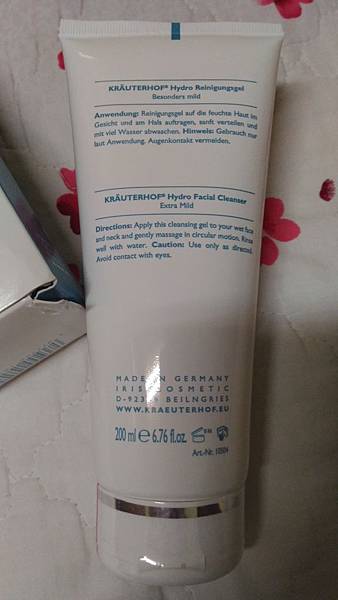 KRÄUTERHOF® Hydro Reinigungsgel
Besonders mild
Anwendung: Reinigungsgel auf die feuchte Haut im
Gesicht und am Hals auftragen, sanft verteilen und
mit viel Wasser abwaschen. Hinweis: Gebrauch nur
laut Anwendung. Augenkontakt vermeiden.
KRÄUTERHOF® Hydro Facial Cleanser
Extra Mild
Directions: Apply this cleansing gel to your wet face
and neck and gently massage in circular motion. Rinse
well with water. Caution: Use only as directed.
Avoid contact with eyes.
MADE IN GERMANY
IRIS COSMETIC
BEILNGRIES
WWW.KRAEUTERHOF.EU
200 ml e 6.76 fl.oz.
Art.-Nr.